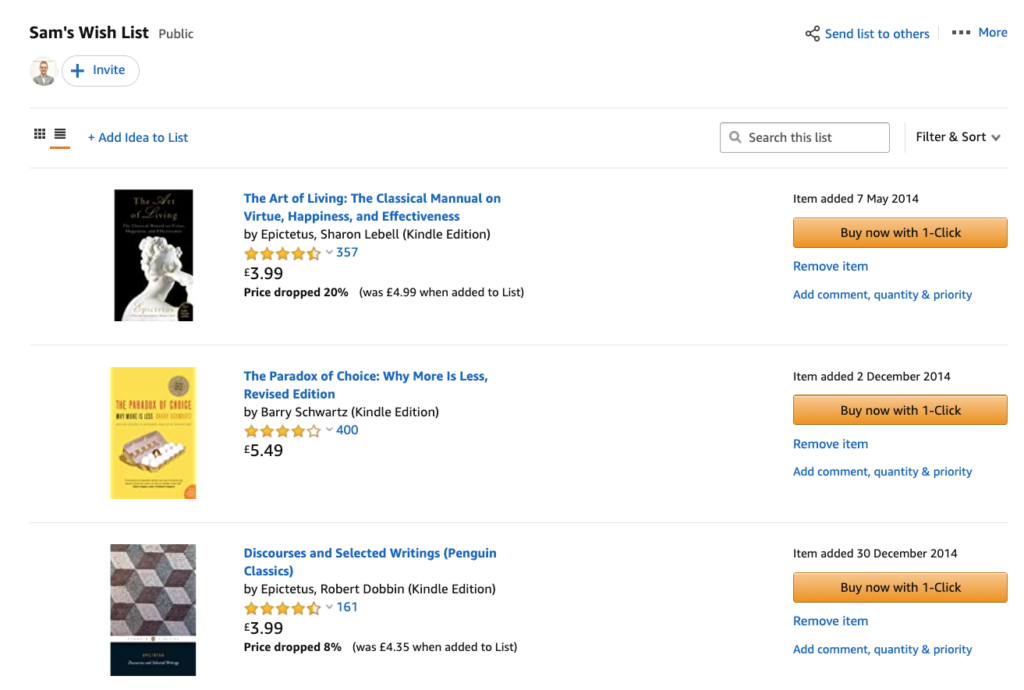 Sam's Wish List Public
Send list to others
More
Invite
+ Add Idea to List
Search this list
Filter & Sort
The Art
of Living
Epictetus
The Art of Living: The Classical Mannual on
Virtue, Happiness, and Effectiveness
by Epictetus, Sharon Lebell (Kindle Edition)
357
£3.99
Price dropped 20% (was £4.99 when added to List)
Item added 7 May 2014
Buy now with 1-Click
Remove item
Add comment, quantity & priority
THE PARADOX OF CHOICE
WHY MORE IS LESS BARRY SCHWARTZ
The Paradox of Choice: Why More Is Less,
Revised Edition
by Barry Schwartz (Kindle Edition)
400
£5.49
Item added 2 December 2014
Buy now with 1-Click
Remove item
Add comment, quantity & priority
EPICTETUS
Discourses and Selected Writings
Discourses and Selected Writings (Penguin
Classics)
by Epictetus, Robert Dobbin (Kindle Edition)
161
£3.99
Price dropped 8% (was £4.35 when added to List)
Item added 30 December 2014
Buy now with 1-Click
Remove item
Add comment, quantity & priority